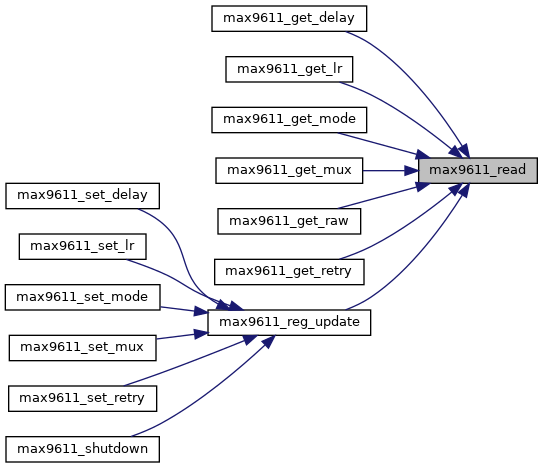 max9611_get_delay
max9611_get_lr
max9611_get_mode
max9611_get_mux
max9611_read
max9611_set_delay
max9611_get_raw
max9611_set_lr
max9611_get_retry
max9611_set_mode
max9611_reg_update
max9611_set_mux
max9611_set_retry
max9611_shutdown